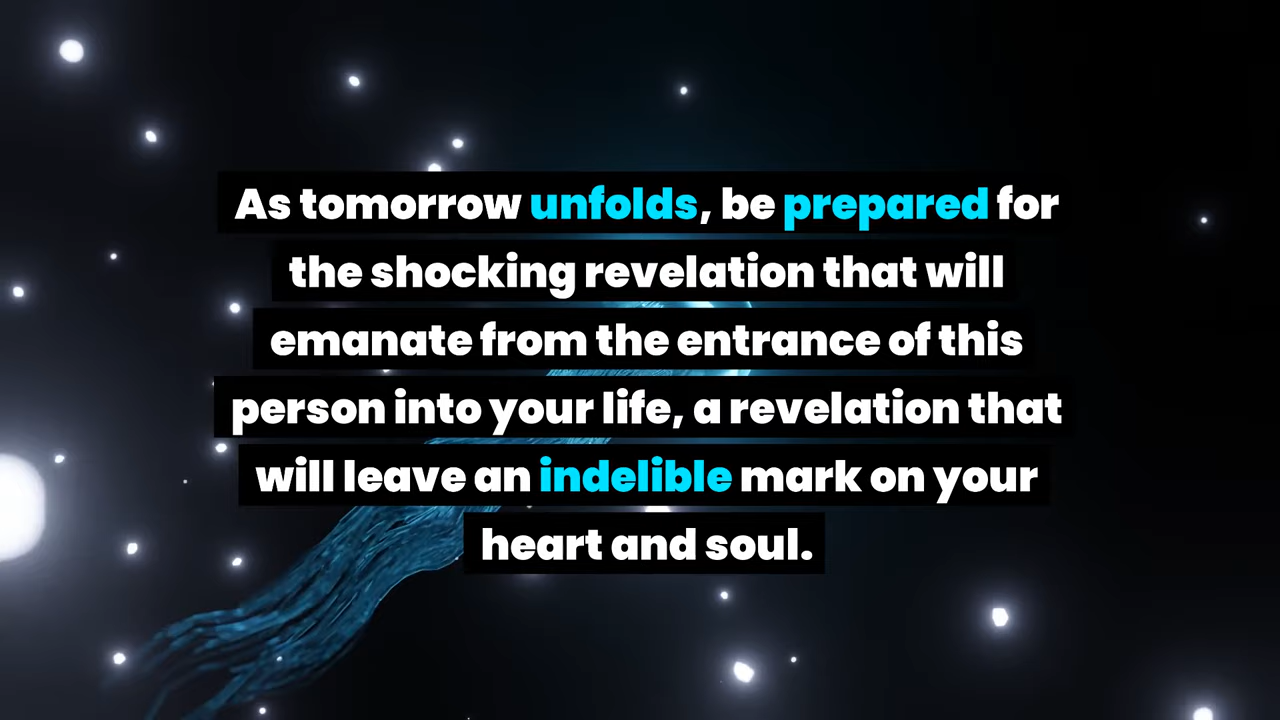 As tomorrow unfolds, be prepared for
the shocking revelation that will
emanate from the entrance of this
person into your life, a revelation that
will leave an indelible mark on your
heart and soul.